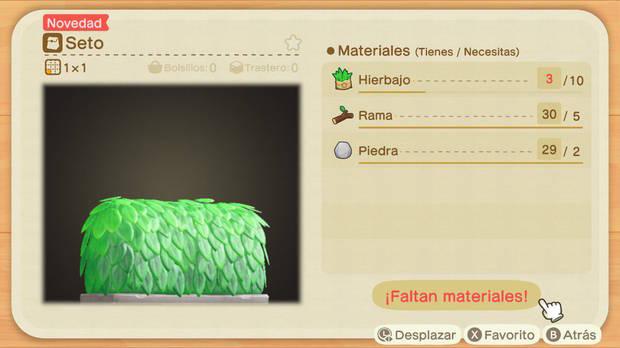 Novedad
Seto
1×1 Bolsillos: 0 Trastero: 0
Materiales (Tienes / Necesitas)
Hierbajo 3 /10
Rama 30 / 5
Piedra 29 / 2
¡Faltan materiales!
Desplazar X Favorito B Atrás